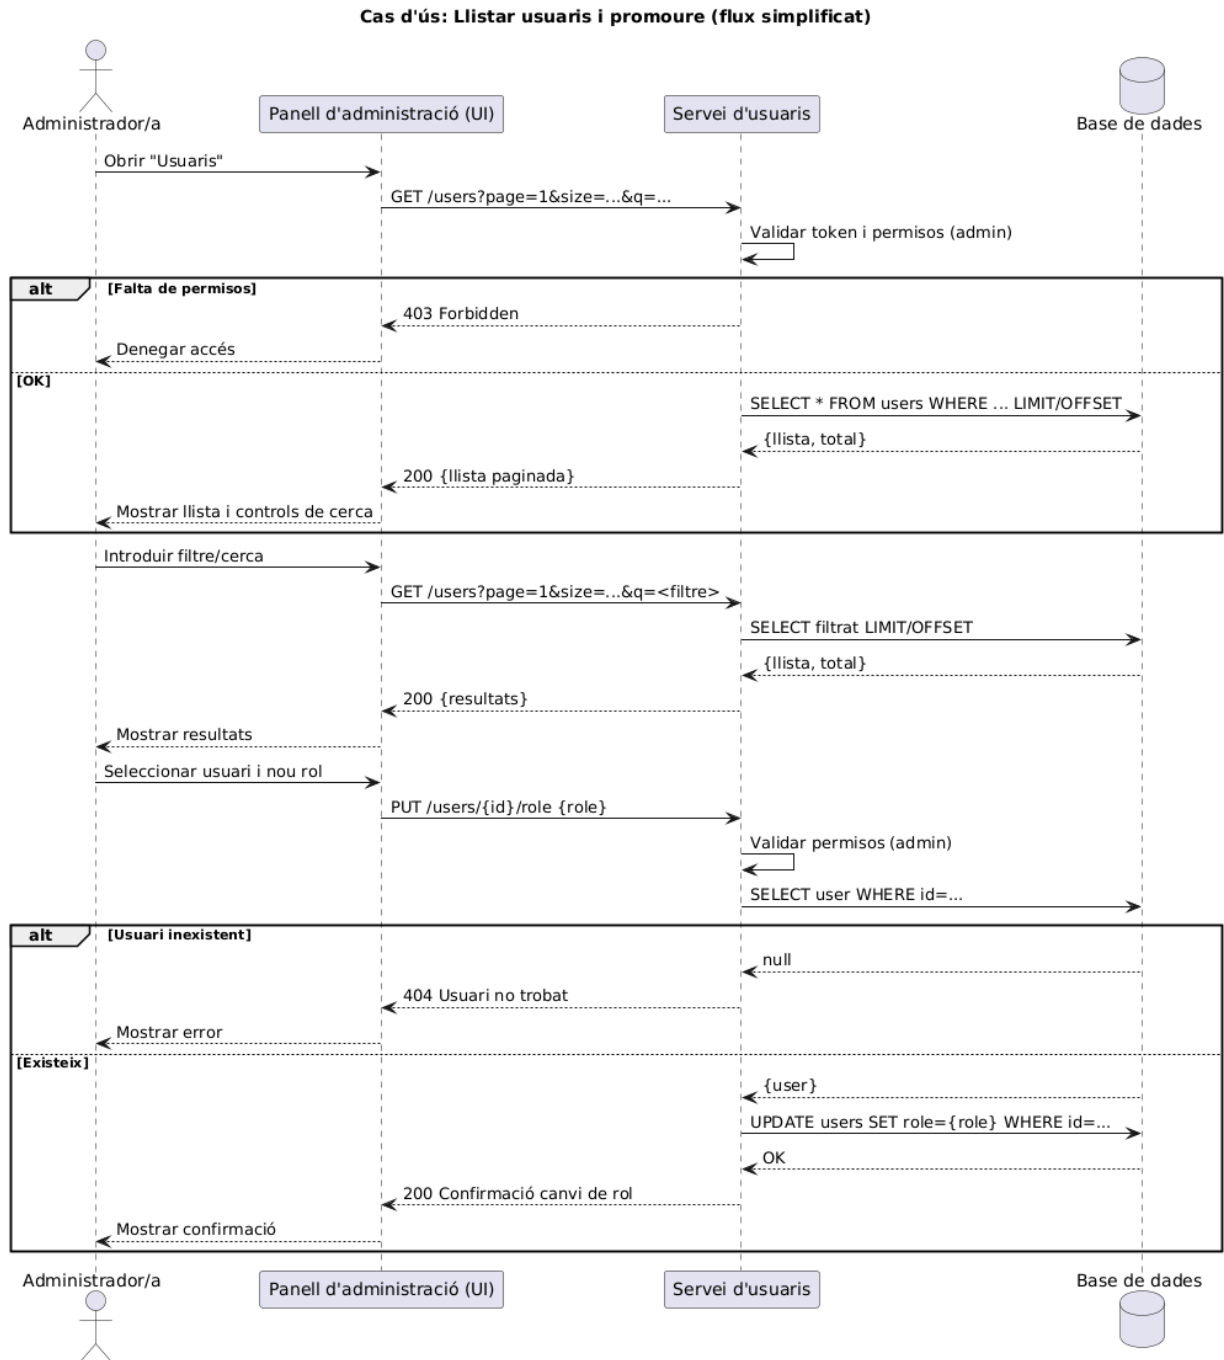 Cas d'ús: Llistar usuaris i promoure (flux simplificat)
Administrador/a
Panell d'administració (UI)
Servei d'usuaris
Base de dades
Obrir "Usuaris"
GET /users?page=1&size=...&q=...
Validar token i permisos (admin)
alt [Falta de permisos]
403 Forbidden
Denegar accés
[OK]
SELECT * FROM users WHERE ... LIMIT/OFFSET
{llista, total}
200 {llista paginada}
Mostrar llista i controls de cerca
Introduir filtre/cerca
GET /users?page=1&size=...&q=<filtre>
SELECT filtrat LIMIT/OFFSET
{llista, total}
200 {resultats}
Mostrar resultats
Seleccionar usuari i nou rol
PUT /users/{id}/role {role}
Validar permisos (admin)
SELECT user WHERE id=...
alt [Usuari inexistent]
null
404 Usuari no trobat
Mostrar error
[Existeix]
{user}
UPDATE users SET role={role} WHERE id=...
OK
200 Confirmació canvi de rol
Mostrar confirmació
Administrador/a
Panell d'administració (UI)
Servei d'usuaris
Base de dades